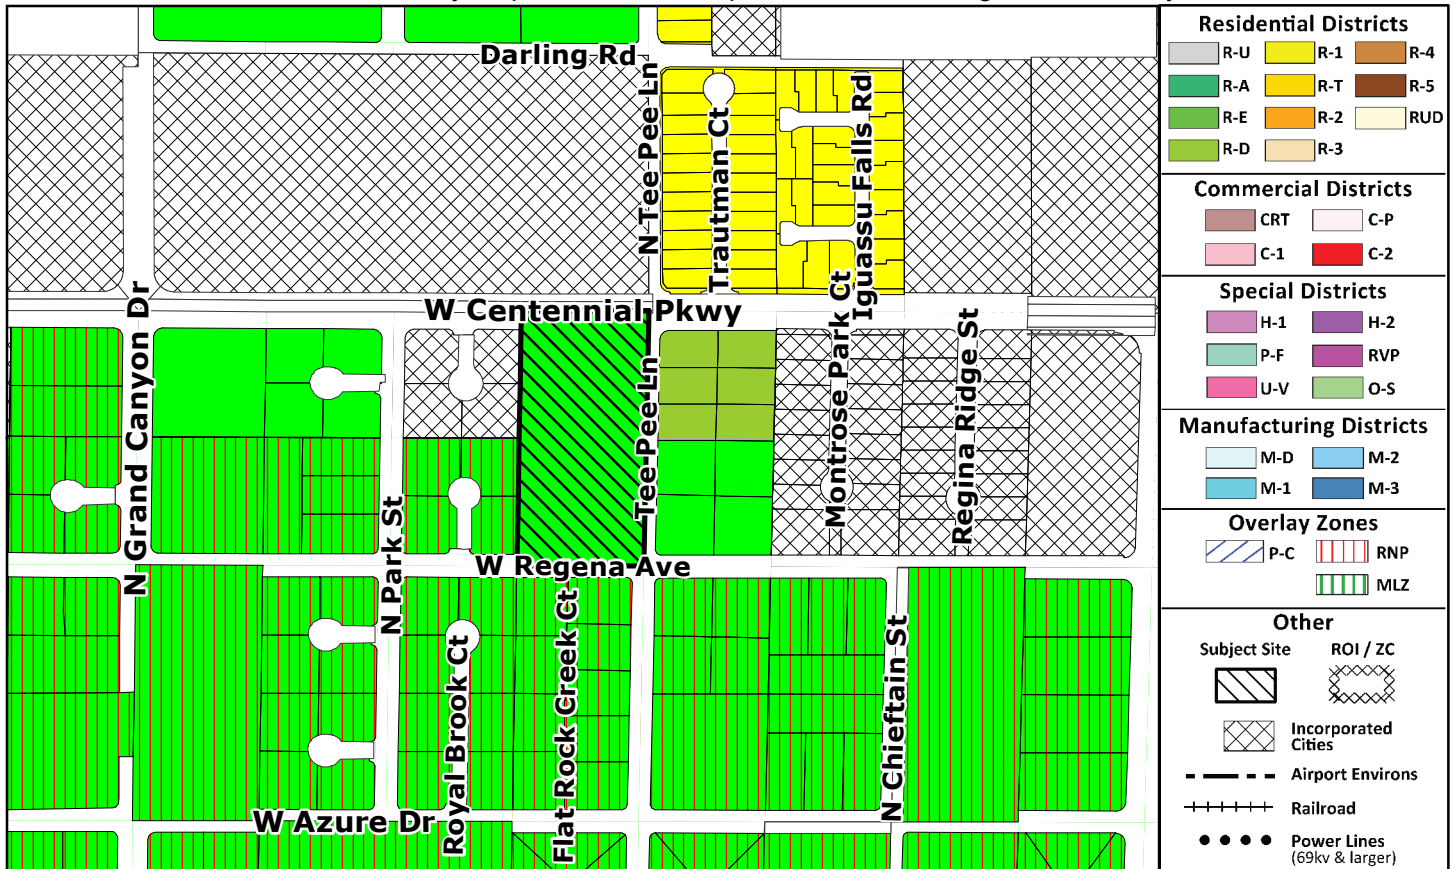 Darling Rd
N Tee Pee Ln
Trautman Ct
Iguassu Falls Rd
W Centennial Pkwy
N Grand Canyon Dr
Tee Pee Ln
Montrose Park Ct
Regina Ridge St
N Park St
W Regena Ave
Royal Brook Ct
Flat Rock Creek Ct
N Chieftain St
W Azure Dr
Residential Districts
R-U R-1 R-4
R-A R-T R-5
R-E R-2 RUD
R-D R-3
Commercial Districts
CRT C-P
C-1 C-2
Special Districts
H-1 H-2
P-F RVP
U-V O-S
Manufacturing Districts
M-D M-2
M-1 M-3
Overlay Zones
P-C RNP
MLZ
Other
Subject Site ROI / ZC
Incorporated
Cities
Airport Environs
Railroad
Power Lines
(69kv & larger)